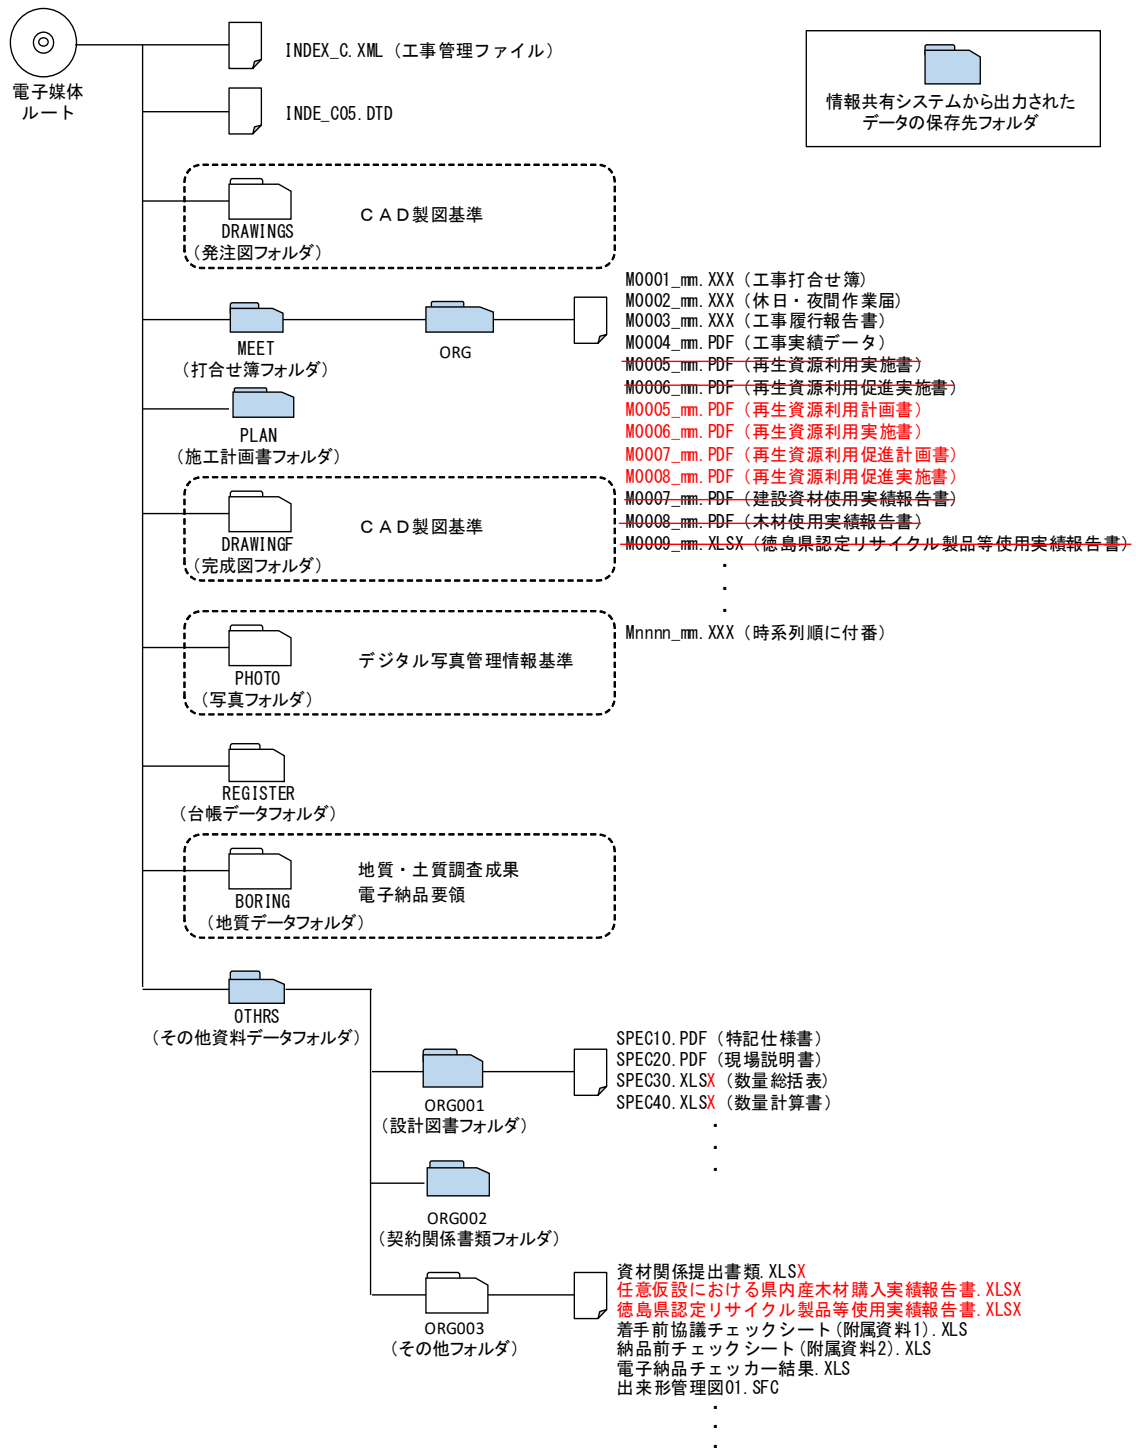 電子媒体
ルート
INDEX_C.XML（工事管理ファイル）
INDE_C05.DTD
情報共有システムから出力された
データの保存先フォルダ
ＣＡＤ製図基準
DRAWINGS
（発注図フォルダ）
MEET
（打合せ簿フォルダ）
ORG
M0001_mm.XXX（工事打合せ簿）
M0002_mm.XXX（休日・夜間作業届）
M0003_mm.XXX（工事履行報告書）
M0004_mm.PDF（工事実績データ）
M0005_mm.PDF（再生資源利用実施書）
M0006_mm.PDF（再生資源利用促進実施書）
M0005_mm.PDF（再生資源利用計画書）
M0006_mm.PDF（再生資源利用実施書）
M0007_mm.PDF（再生資源利用促進計画書）
M0008_mm.PDF（再生資源利用促進実施書）
M0007_mm.PDF（建設資材使用実績報告書）
M0008_mm.PDF（木材使用実績報告書）
M0009_mm.XLSX（徳島県認定リサイクル製品等使用実績報告書）
・
・
・
Mnnnn_mm.XXX（時系列順に付番）
PLAN
（施工計画書フォルダ）
ＣＡＤ製図基準
DRAWINGF
（完成図フォルダ）
デジタル写真管理情報基準
PHOTO
（写真フォルダ）
REGISTER
（台帳データフォルダ）
地質・土質調査成果
電子納品要領
BORING
（地質データフォルダ）
OTHRS
（その他資料データフォルダ）
ORG001
（設計図書フォルダ）
SPEC10.PDF（特記仕様書）
SPEC20.PDF（現場説明書）
SPEC30.XLSX（数量総括表）
SPEC40.XLSX（数量計算書）
・
・
・
ORG002
（契約関係書類フォルダ）
ORG003
（その他フォルダ）
資材関係提出書類.XLSX
任意仮設における県内産木材購入実績報告書.XLSX
徳島県認定リサイクル製品等使用実績報告書.XLSX
着手前協議チェックシート(附属資料1).XLS
納品前チェックシート(附属資料2).XLS
電子納品チェッカー結果.XLS
出来形管理図01.SFC
・
・
・